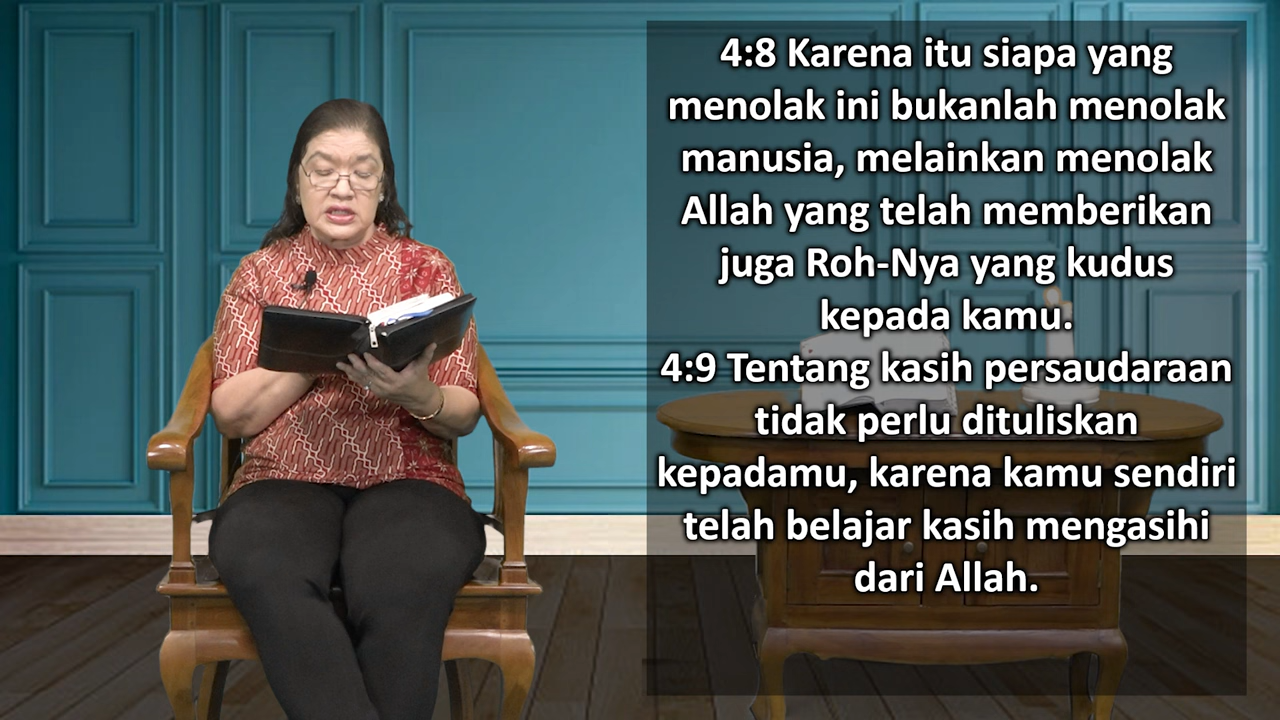 4:8 Karena itu siapa yang
menolak ini bukanlah menolak
manusia, melainkan menolak
Allah yang telah memberikan
juga Roh-Nya yang kudus
kepada kamu.
4:9 Tentang kasih persaudaraan
tidak perlu dituliskan
kepadamu, karena kamu sendiri
telah belajar kasih mengasihi
dari Allah.